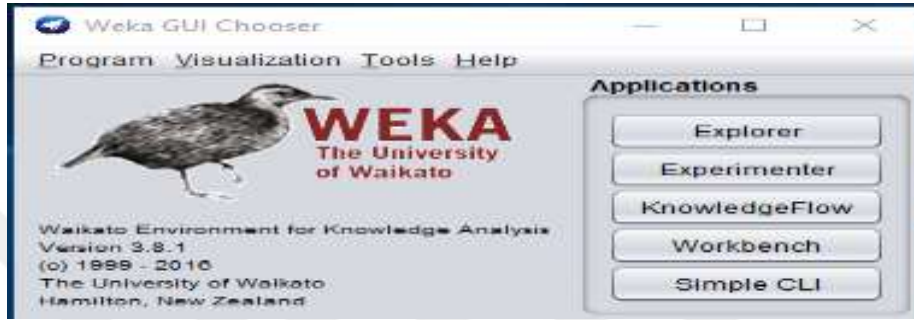 Weka GUI Chooser
Program Visualization Tools Help
WEKA
The University
of Waikato
Waikato Environment for Knowledge Analysis
Version 3.8.1
(c) 1999 - 2016
The University of Waikato
Hamilton, New Zealand
Applications
Explorer
Experimenter
KnowledgeFlow
Workbench
Simple CLI